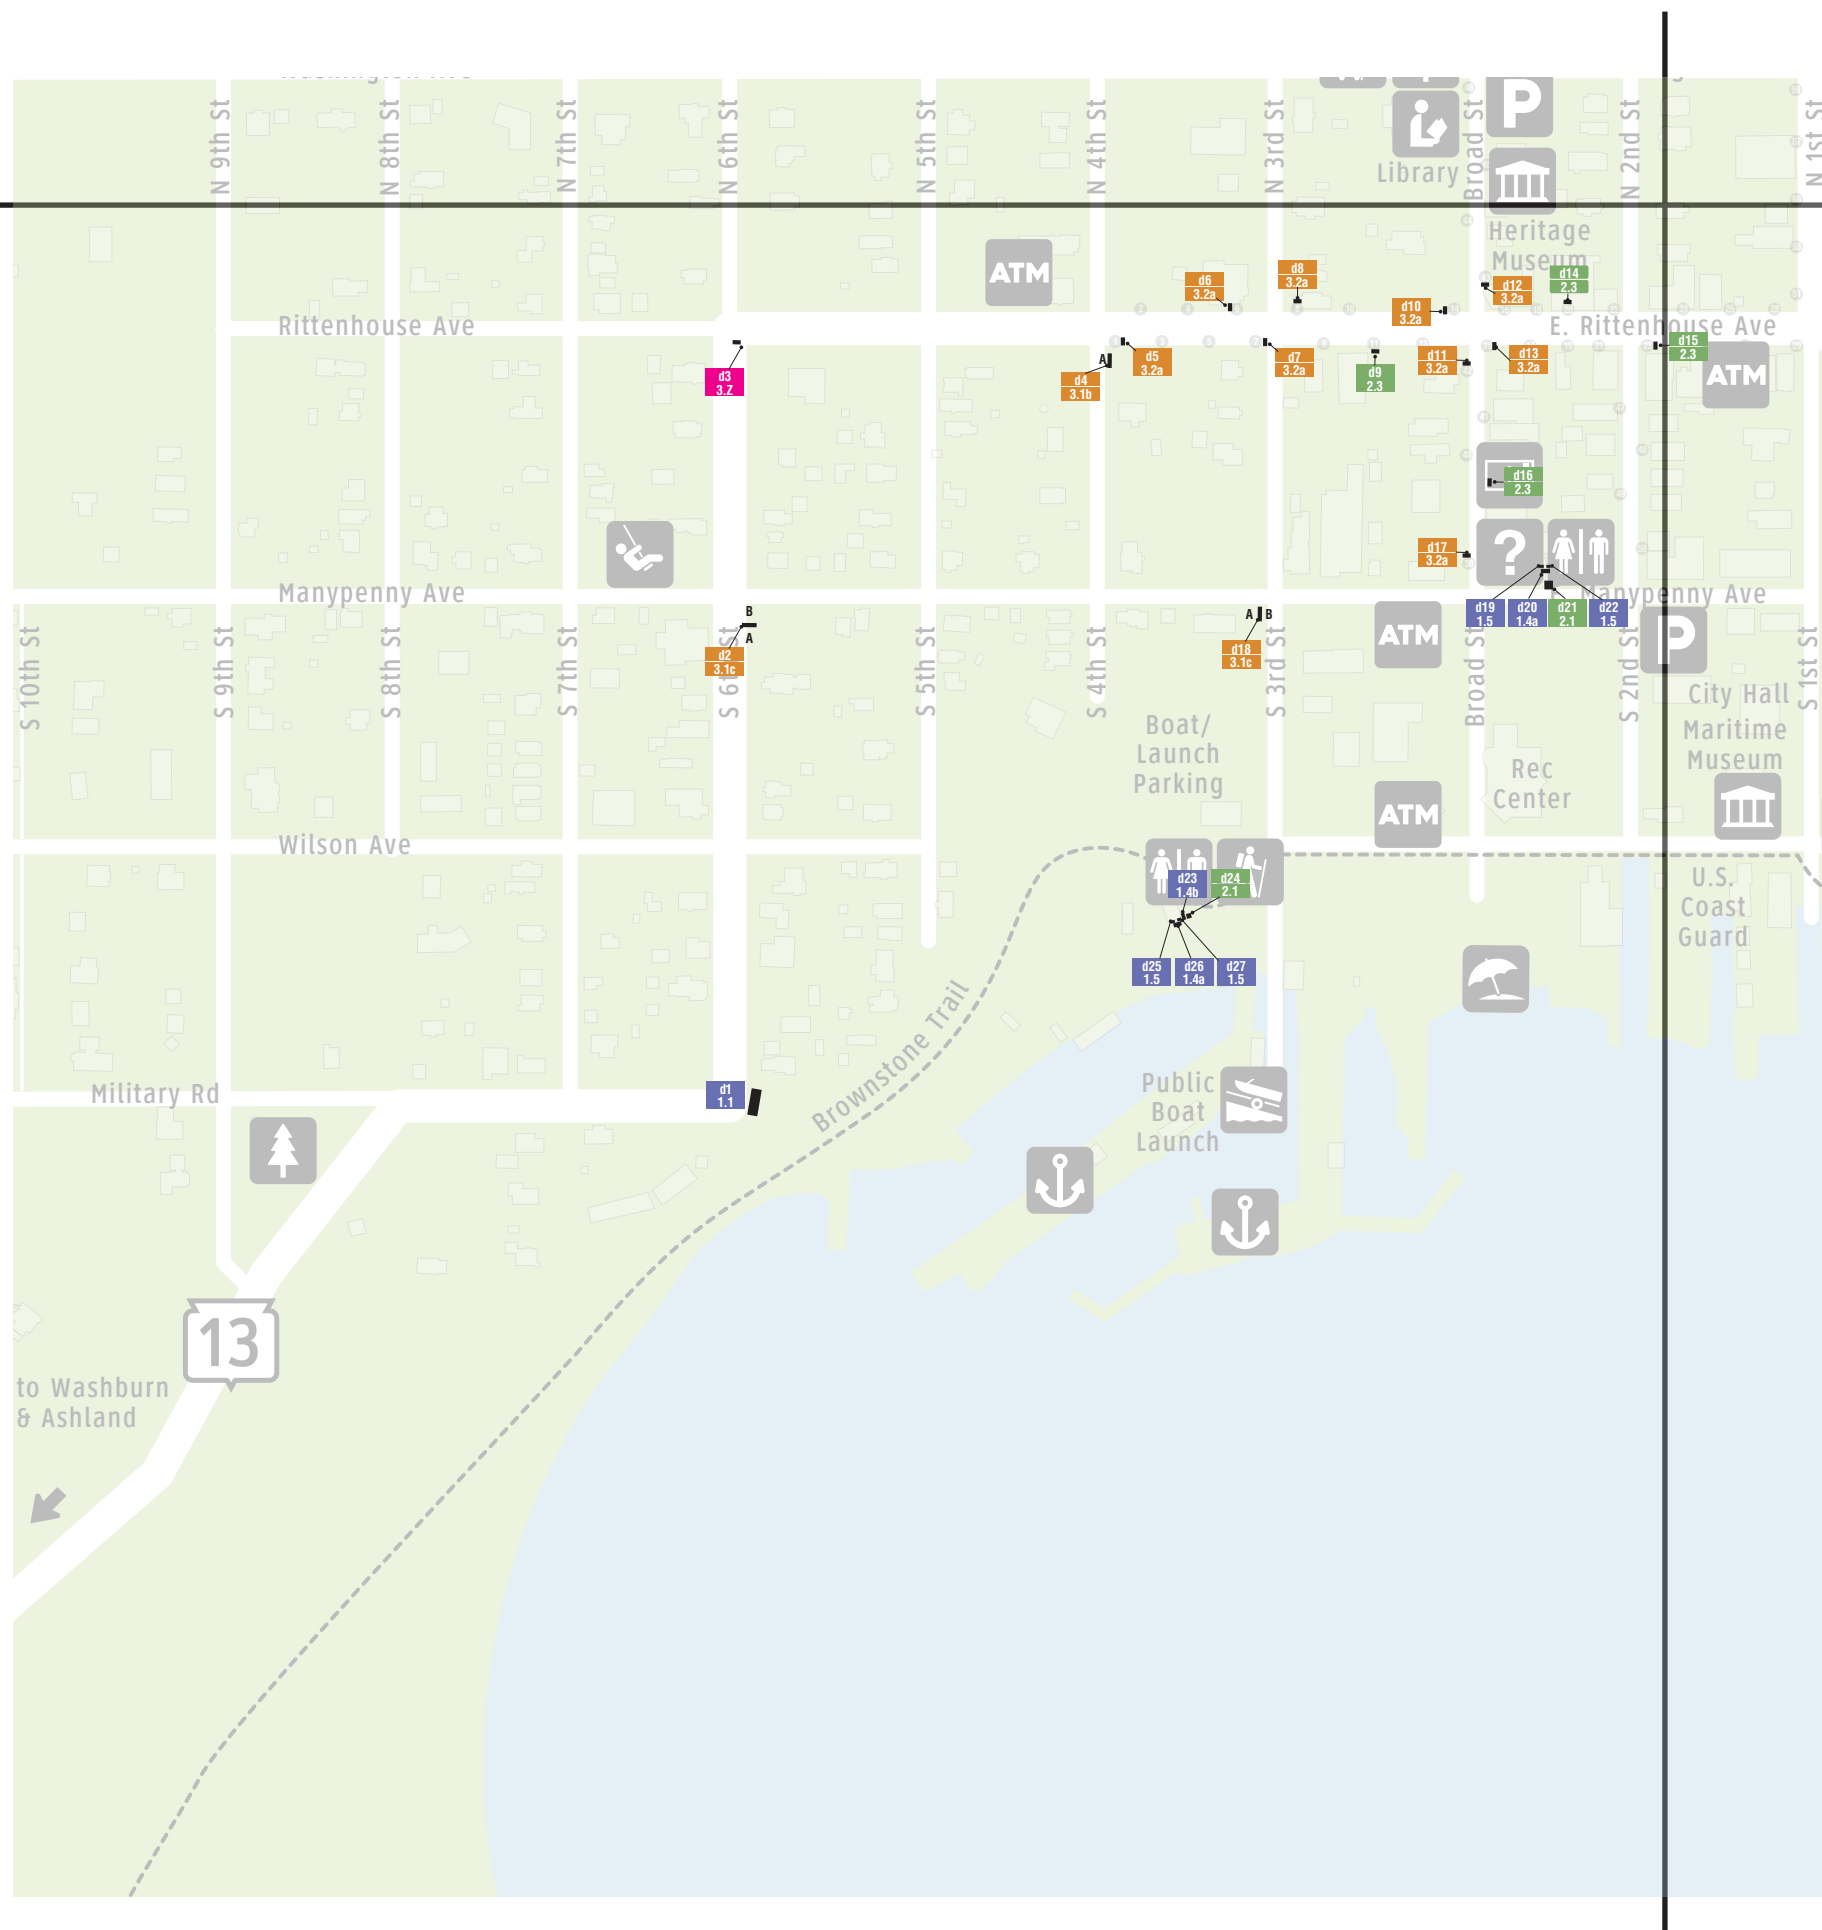 N 9th St
N 8th St
N 7th St
N 6th St
N 5th St
N 4th St
N 3rd St
Broad St
N 2nd St
N 1st St
P
Library
Heritage
Museum
ATM
d6
3.2a
d8
3.2a
d10
3.2a
d12
3.2a
d14
2.3
Rittenhouse Ave
E. Rittenhouse Ave
d3
3.2
A
d4
3.1b
d5
3.2a
d7
3.2a
d9
2.3
d11
3.2a
d13
3.2a
d15
2.3
ATM
d16
2.3
d17
3.2a
?
Manypenny Ave
Manypenny Ave
d19
1.5
d20
1.4a
d21
2.1
d22
1.5
B
A
d2
3.1c
A B
d18
3.1c
ATM
P
S 10th St
S 9th St
S 8th St
S 7th St
S 6th St
S 5th St
S 4th St
S 3rd St
Broad St
S 2nd St
S 1st St
City Hall
Maritime
Museum
Boat/
Launch
Parking
Rec
Center
ATM
Wilson Ave
d23
1.4b
d24
2.1
U.S.
Coast
Guard
d25
1.5
d26
1.4a
d27
1.5
Brownstone Trail
Military Rd
d1
1.1
Public
Boat
Launch
13
to Washburn
& Ashland